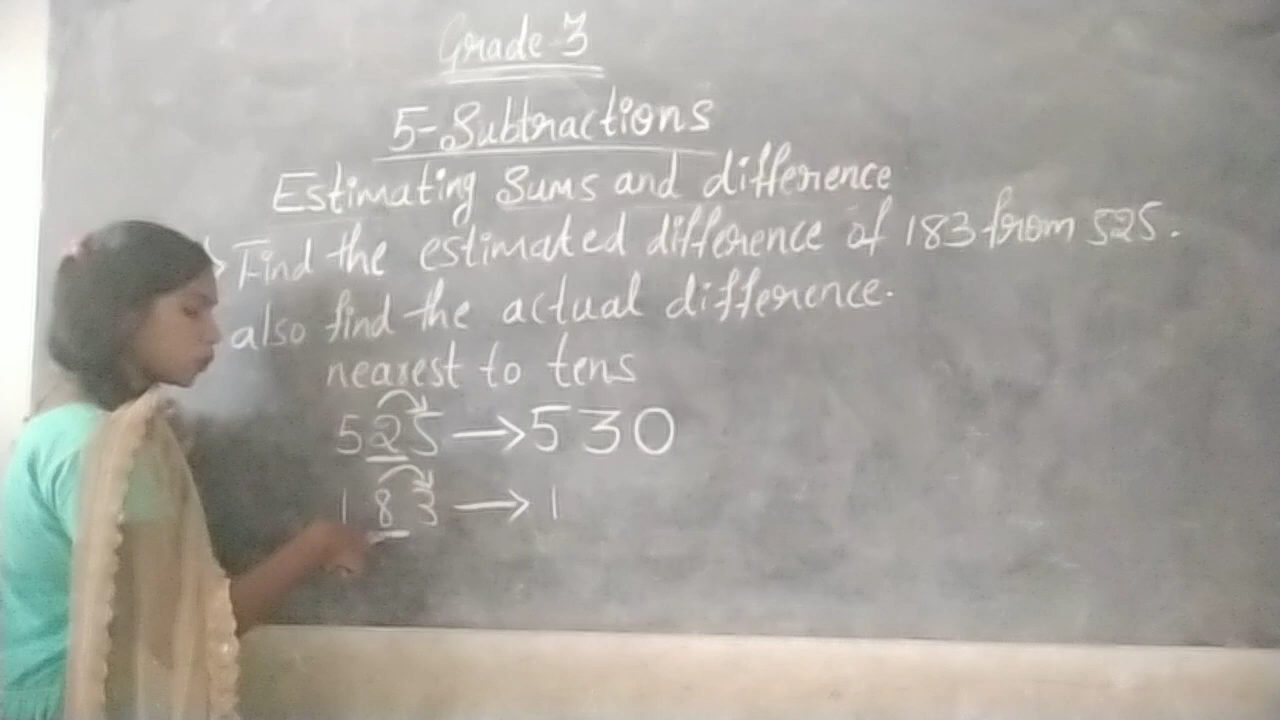 Grade-3
5-Subtractions
Estimating Sums and difference
Find the estimated difference of 183 from 525.
also find the actual difference.
nearest to tens
525 → 530
183 → 1